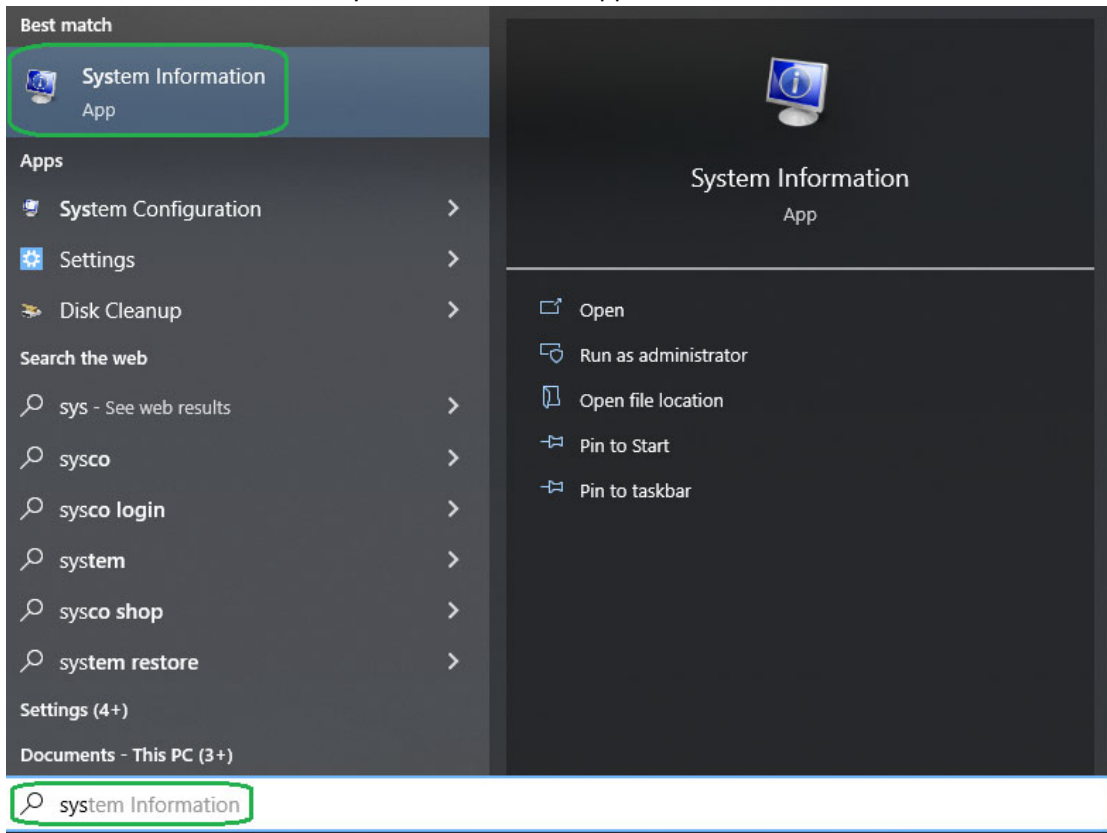 Best match
System Information
App
Apps
System Configuration
Settings
Disk Cleanup
Search the web
sys - See web results
sysco
sysco login
system
sysco shop
system restore
Settings (4+)
Documents - This PC (3+)
system Information
System Information
App
Open
Run as administrator
Open file location
Pin to Start
Pin to taskbar